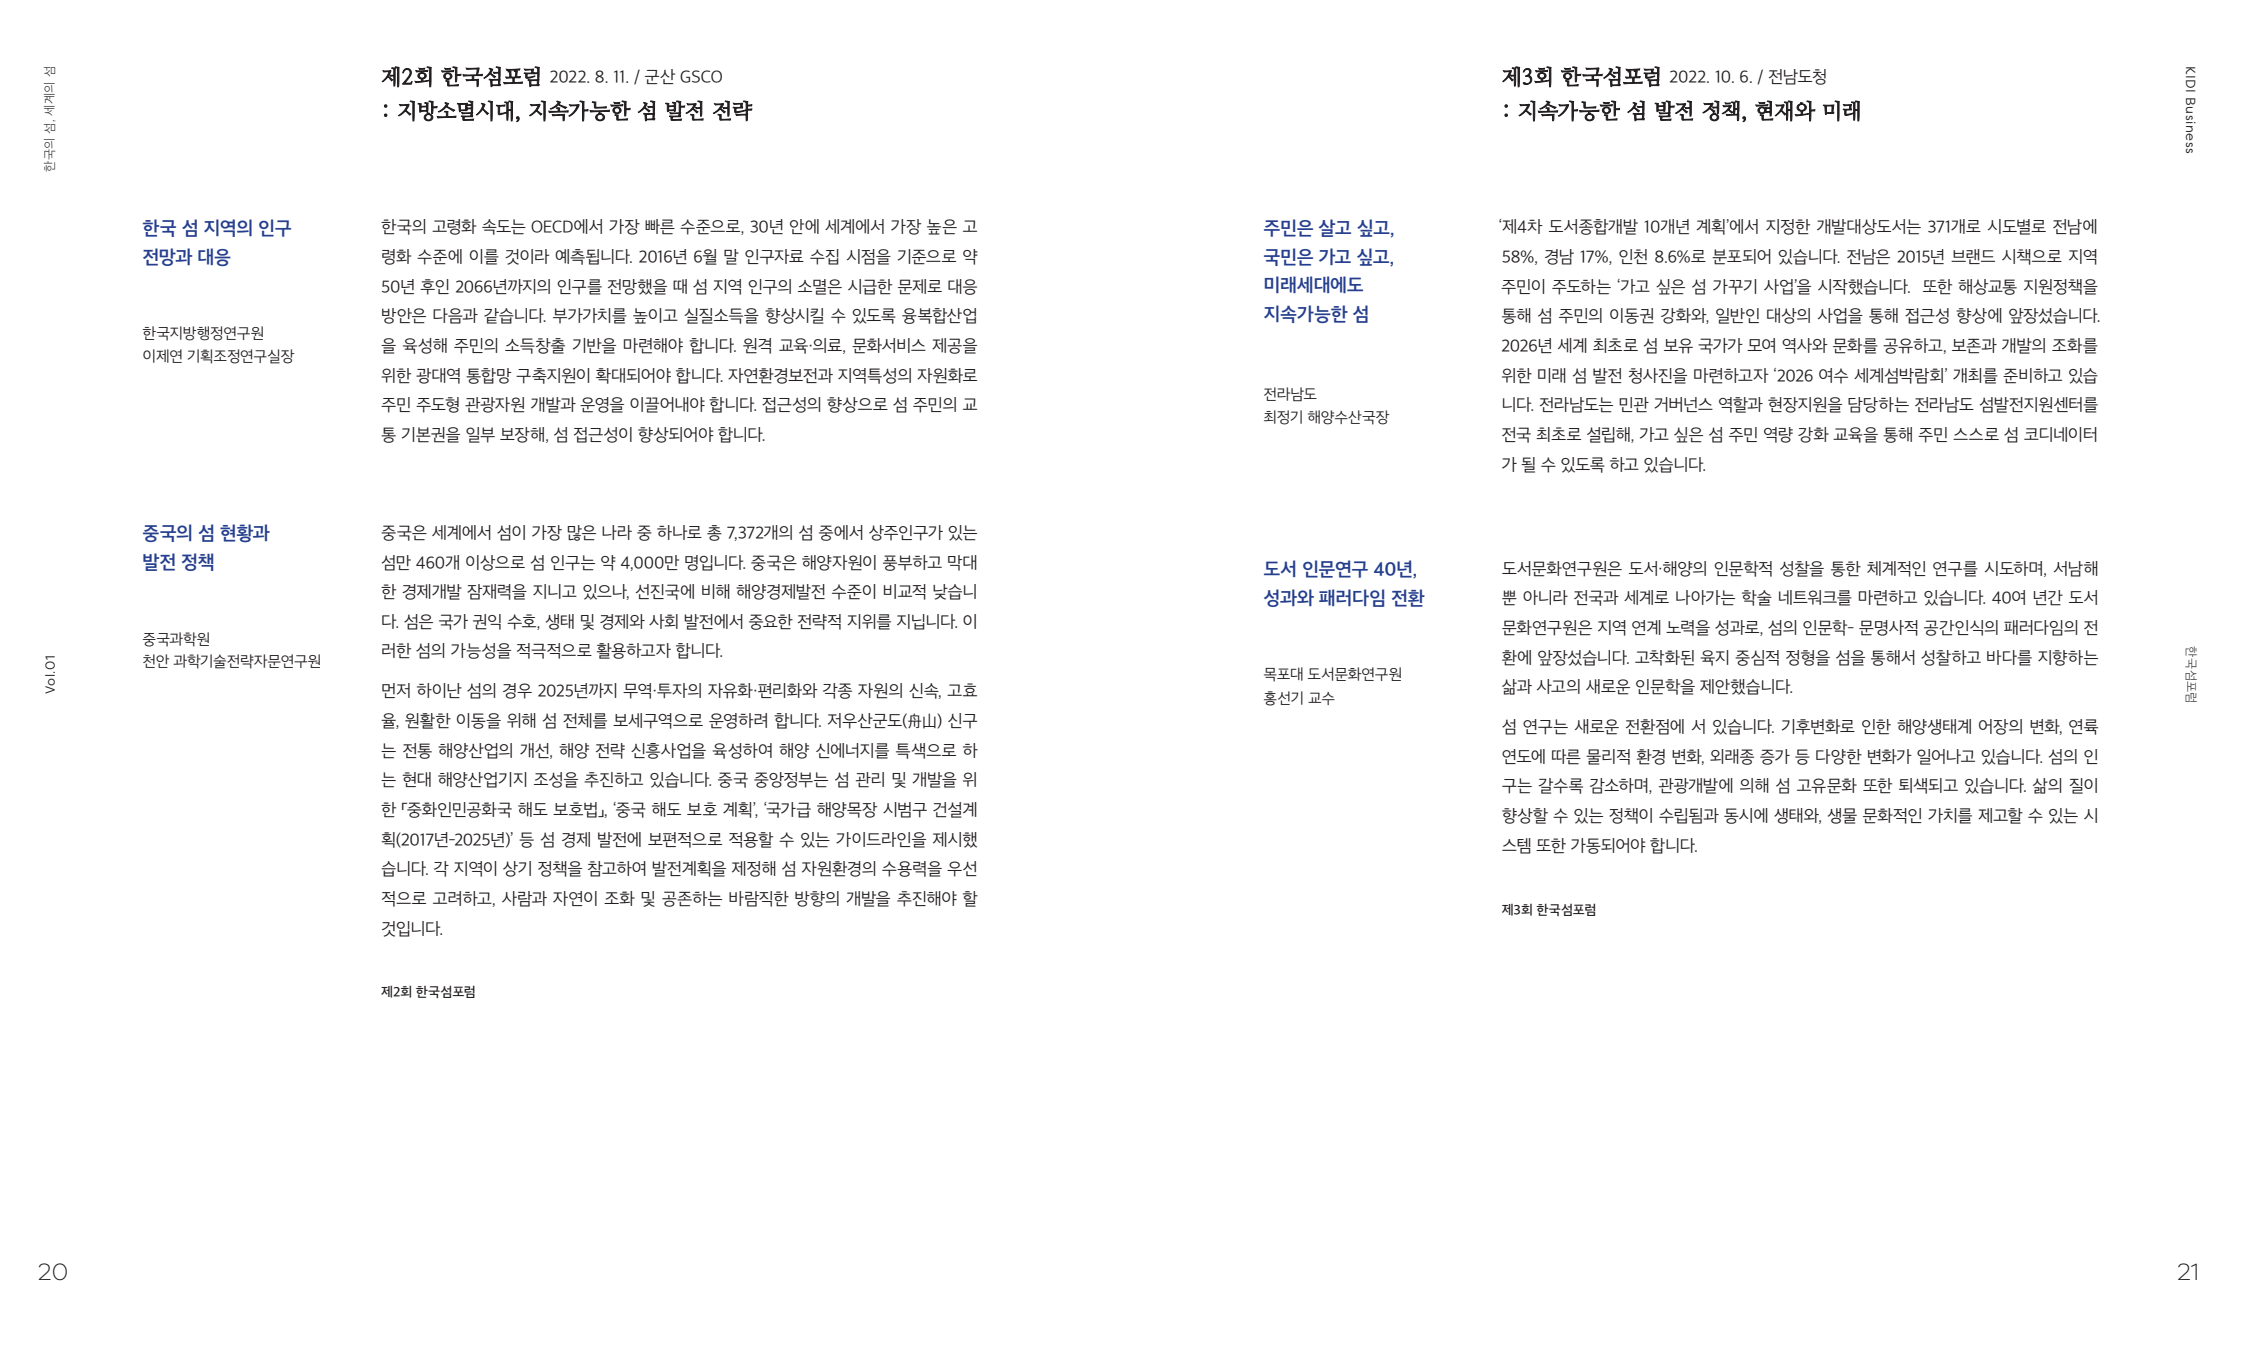 한국의 섬, 세계의 섬
제2회 한국섬포럼 2022. 8. 11. / 군산 GSCO
: 지방소멸시대, 지속가능한 섬 발전 전략
한국 섬 지역의 인구
전망과 대응
한국지방행정연구원
이제연 기획조정연구실장
한국의 고령화 속도는 OECD에서 가장 빠른 수준으로, 30년 안에 세계에서 가장 높은 고
령화 수준에 이를 것이라 예측됩니다. 2016년 6월 말 인구자료 수집 시점을 기준으로 약
50년 후인 2066년까지의 인구를 전망했을 때 섬 지역 인구의 소멸은 시급한 문제로 대응
방안은 다음과 같습니다. 부가가치를 높이고 실질소득을 향상시킬 수 있도록 융복합산업
을 육성해 주민의 소득창출 기반을 마련해야 합니다. 원격 교육·의료, 문화서비스 제공을
위한 광대역 통합망 구축지원이 확대되어야 합니다. 자연환경보전과 지역특성의 자원화로
주민 주도형 관광자원 개발과 운영을 이끌어내야 합니다. 접근성의 향상으로 섬 주민의 교
통 기본권을 일부 보장해, 섬 접근성이 향상되어야 합니다.
중국의 섬 현황과
발전 정책
중국과학원
천안 과학기술전략자문연구원
중국은 세계에서 섬이 가장 많은 나라 중 하나로 총 7,372개의 섬 중에서 상주인구가 있는
섬만 460개 이상으로 섬 인구는 약 4,000만 명입니다. 중국은 해양자원이 풍부하고 막대
한 경제개발 잠재력을 지니고 있으나, 선진국에 비해 해양경제발전 수준이 비교적 낮습니
다. 섬은 국가 권익 수호, 생태 및 경제와 사회 발전에서 중요한 전략적 지위를 지닙니다. 이
러한 섬의 가능성을 적극적으로 활용하고자 합니다.
먼저 하이난 섬의 경우 2025년까지 무역·투자의 자유화·편리화와 각종 자원의 신속, 고효
율, 원활한 이동을 위해 섬 전체를 보세구역으로 운영하려 합니다. 저우산군도(舟山) 신구
는 전통 해양산업의 개선, 해양 전략 신흥사업을 육성하여 해양 신에너지를 특색으로 하
는 현대 해양산업기지 조성을 추진하고 있습니다. 중국 중앙정부는 섬 관리 및 개발을 위
한 「중화인민공화국 해도 보호법」, ‘중국 해도 보호 계획’, ‘국가급 해양목장 시범구 건설계
획(2017년-2025년)’ 등 섬 경제 발전에 보편적으로 적용할 수 있는 가이드라인을 제시했
습니다. 각 지역이 상기 정책을 참고하여 발전계획을 제정해 섬 자원환경의 수용력을 우선
적으로 고려하고, 사람과 자연이 조화 및 공존하는 바람직한 방향의 개발을 추진해야 할
것입니다.
제2회 한국섬포럼
Vol.01
20
제3회 한국섬포럼 2022. 10. 6. / 전남도청
: 지속가능한 섬 발전 정책, 현재와 미래
주민은 살고 싶고,
국민은 가고 싶고,
미래세대에도
지속가능한 섬
전라남도
최정기 해양수산국장
‘제4차 도서종합개발 10개년 계획’에서 지정한 개발대상도서는 371개로 시도별로 전남에
58%, 경남 17%, 인천 8.6%로 분포되어 있습니다. 전남은 2015년 브랜드 시책으로 지역
주민이 주도하는 ‘가고 싶은 섬 가꾸기 사업’을 시작했습니다. 또한 해상교통 지원정책을
통해 섬 주민의 이동권 강화와, 일반인 대상의 사업을 통해 접근성 향상에 앞장섰습니다.
2026년 세계 최초로 섬 보유 국가가 모여 역사와 문화를 공유하고, 보존과 개발의 조화를
위한 미래 섬 발전 청사진을 마련하고자 ‘2026 여수 세계섬박람회’ 개최를 준비하고 있습
니다. 전라남도는 민관 거버넌스 역할과 현장지원을 담당하는 전라남도 섬발전지원센터를
전국 최초로 설립해, 가고 싶은 섬 주민 역량 강화 교육을 통해 주민 스스로 섬 코디네이터
가 될 수 있도록 하고 있습니다.
도서 인문연구 40년,
성과와 패러다임 전환
목포대 도서문화연구원
홍선기 교수
도서문화연구원은 도서·해양의 인문학적 성찰을 통한 체계적인 연구를 시도하며, 서남해
뿐 아니라 전국과 세계로 나아가는 학술 네트워크를 마련하고 있습니다. 40여 년간 도서
문화연구원은 지역 연계 노력을 성과로, 섬의 인문학- 문명사적 공간인식의 패러다임의 전
환에 앞장섰습니다. 고착화된 육지 중심적 정형을 섬을 통해서 성찰하고 바다를 지향하는
삶과 사고의 새로운 인문학을 제안했습니다.
섬 연구는 새로운 전환점에 서 있습니다. 기후변화로 인한 해양생태계 어장의 변화, 연륙
연도에 따른 물리적 환경 변화, 외래종 증가 등 다양한 변화가 일어나고 있습니다. 섬의 인
구는 갈수록 감소하며, 관광개발에 의해 섬 고유문화 또한 퇴색되고 있습니다. 삶의 질이
향상할 수 있는 정책이 수립됨과 동시에 생태와, 생물 문화적인 가치를 제고할 수 있는 시
스템 또한 가동되어야 합니다.
제3회 한국섬포럼
KIDI Business
한국섬포럼
21